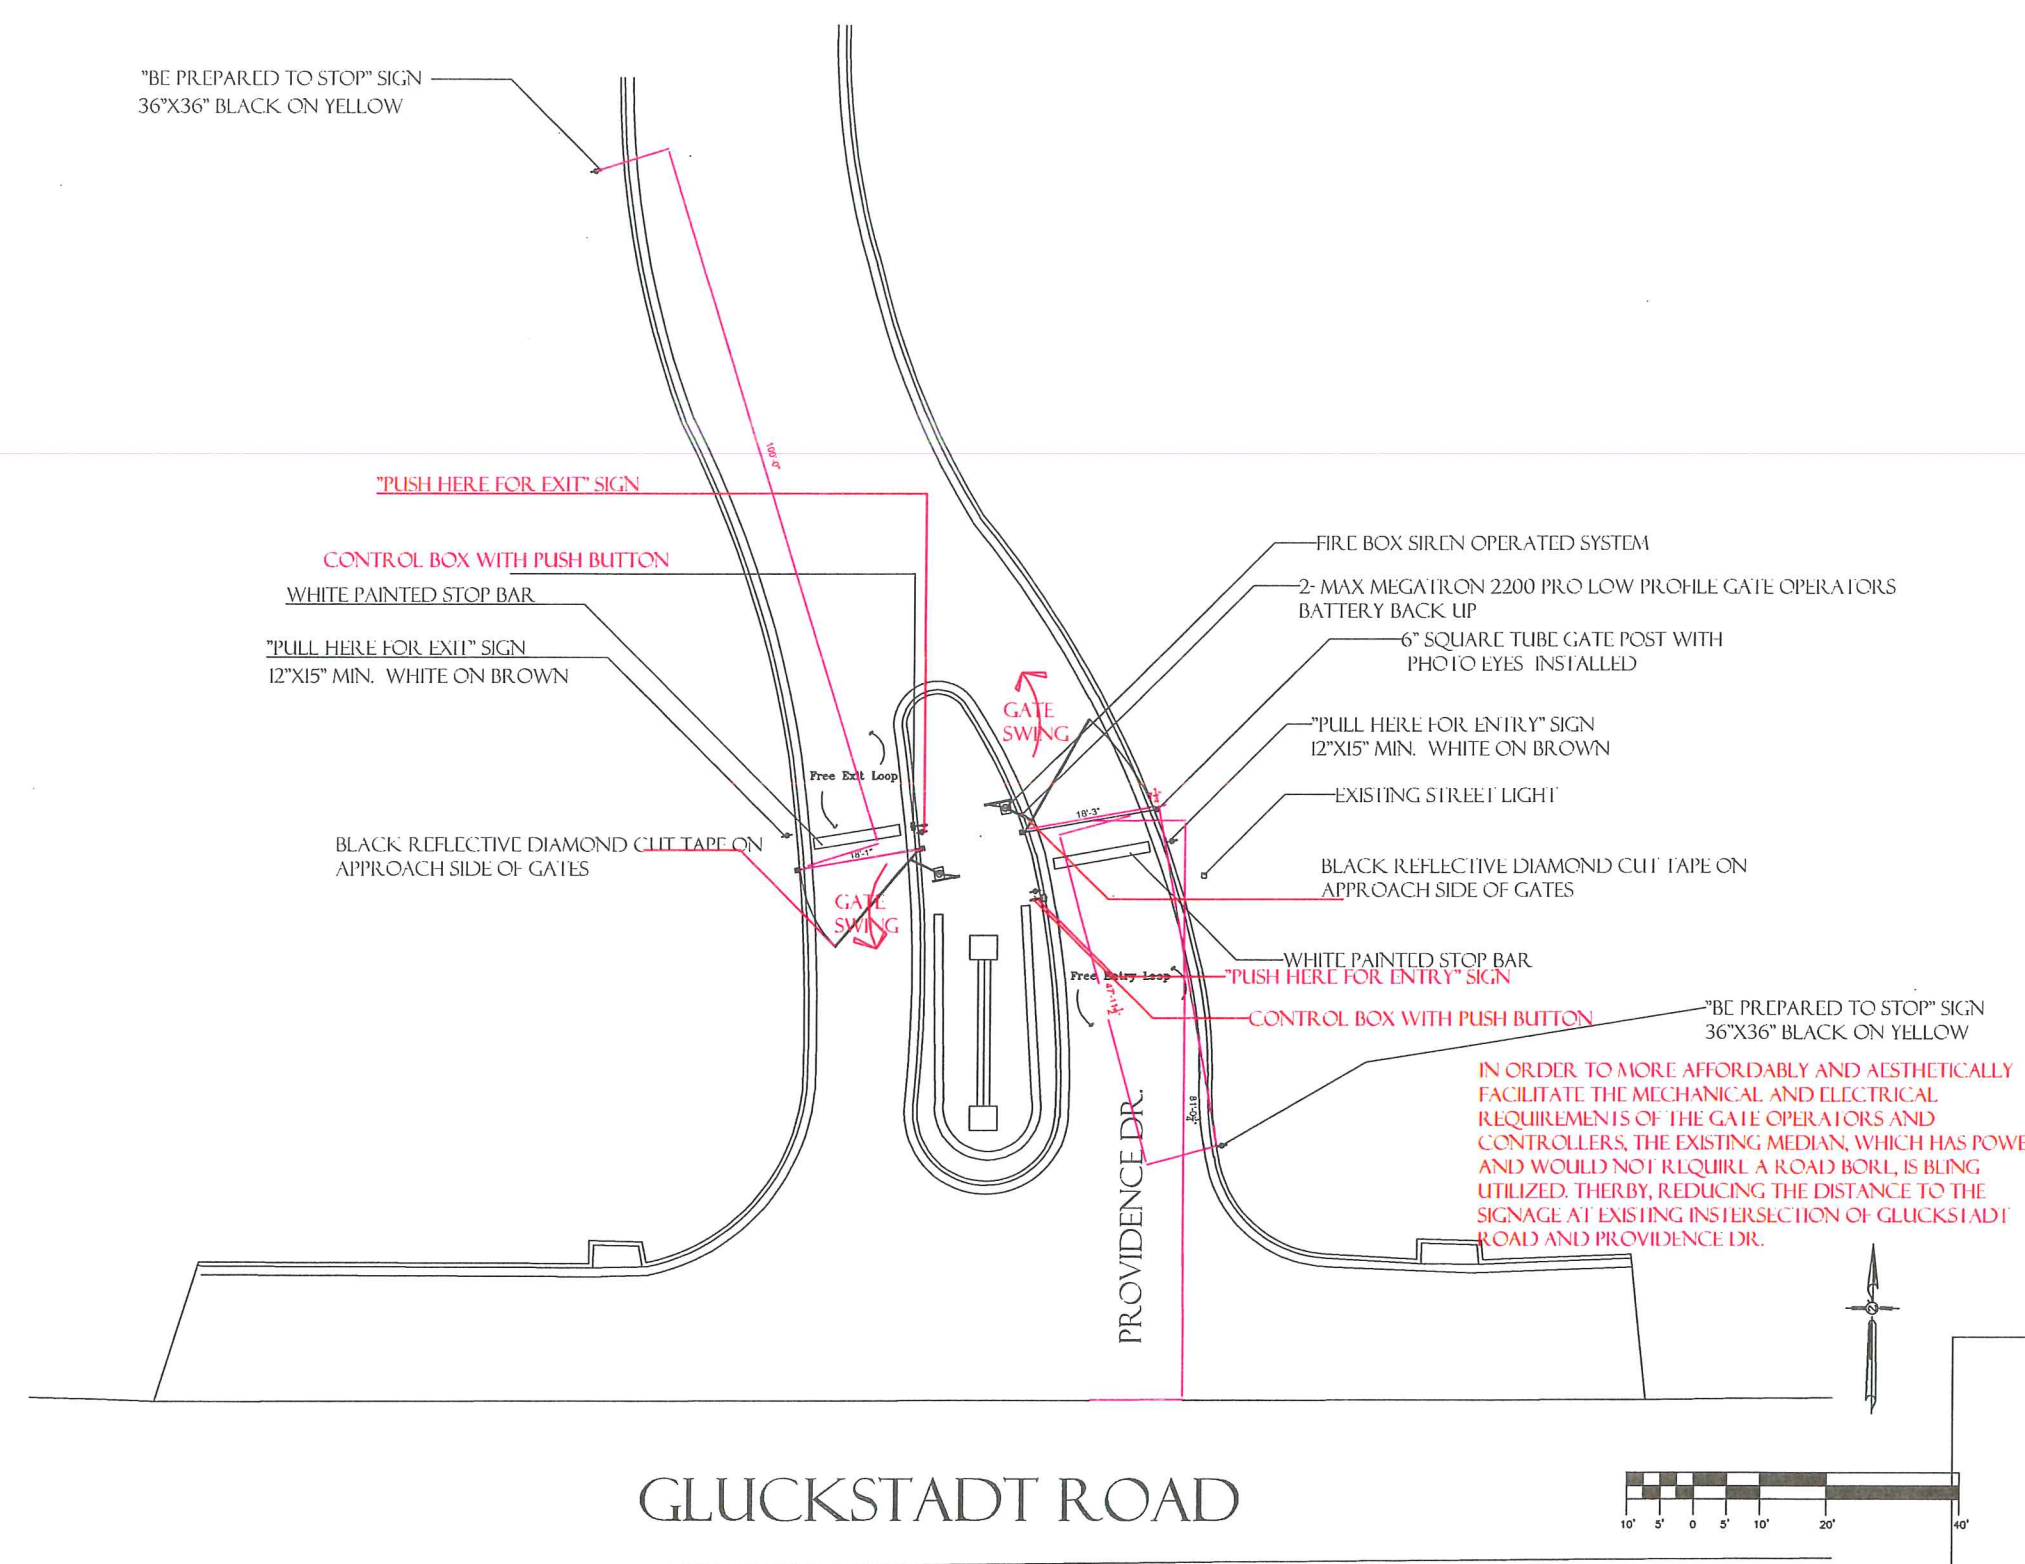 "BE PREPARED TO STOP" SIGN
36"X36" BLACK ON YELLOW
100'-0"
"PUSH HERE FOR EXIT" SIGN
CONTROL BOX WITH PUSH BUTTON
WHITE PAINTED STOP BAR
"PULL HERE FOR EXIT" SIGN
12"X15" MIN. WHITE ON BROWN
BLACK REFLECTIVE DIAMOND CUT TAPE ON
APPROACH SIDE OF GATES
Free Exit Loop
18'-1"
GATE
SWING
GATE
SWING
18'-3"
FIRE BOX SIREN OPERATED SYSTEM
2- MAX MEGATRON 2200 PRO LOW PROFILE GATE OPERATORS
BATTERY BACK UP
6" SQUARE TUBE GATE POST WITH
PHOTO EYES INSTALLED
"PULL HERE FOR ENTRY" SIGN
12"X15" MIN. WHITE ON BROWN
EXISTING STREET LIGHT
BLACK REFLECTIVE DIAMOND CUT TAPE ON
APPROACH SIDE OF GATES
WHITE PAINTED STOP BAR
Free Entry Loop
"PUSH HERE FOR ENTRY" SIGN
CONTROL BOX WITH PUSH BUTTON
"BE PREPARED TO STOP" SIGN
36"X36" BLACK ON YELLOW
IN ORDER TO MORE AFFORDABLY AND AESTHETICALLY
FACILITATE THE MECHANICAL AND ELECTRICAL
REQUIREMENTS OF THE GATE OPERATORS AND
CONTROLLERS, THE EXISTING MEDIAN, WHICH HAS POWE
AND WOULD NOT REQUIRE A ROAD BORE, IS BEING
UTILIZED. THERBY, REDUCING THE DISTANCE TO THE
SIGNAGE AT EXISTING INSTERSECTION OF GLUCKSTADT
ROAD AND PROVIDENCE DR.
PROVIDENCE DR.
N
GLUCKSTADT ROAD
10' 5' 0 5' 10' 20' 40'